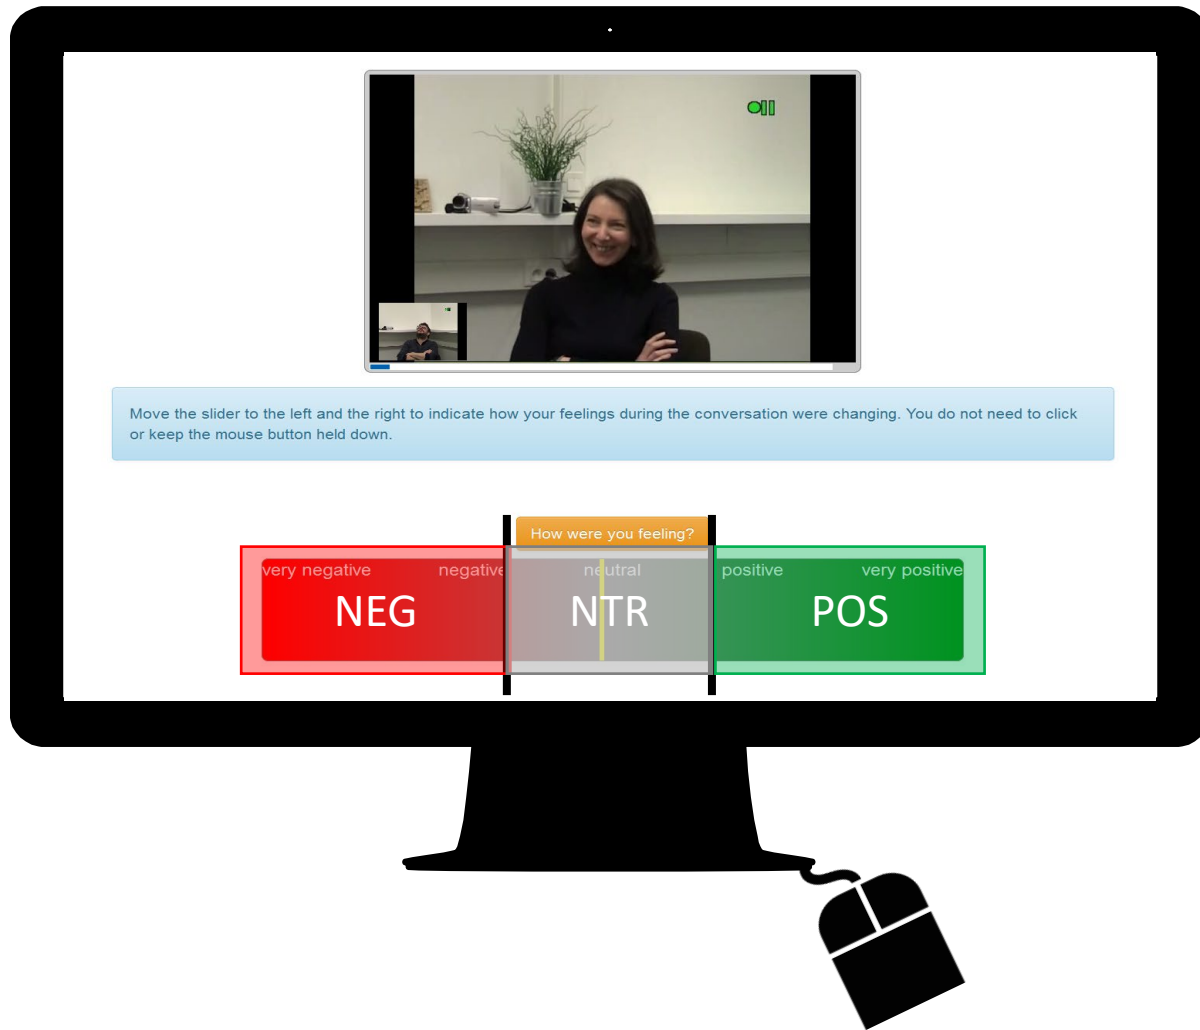 Move the slider to the left and the right to indicate how your feelings during the conversation were changing. You do not need to click
or keep the mouse button held down.
How were you feeling?
very negative negative neutral positive very positive
NEG NTR POS